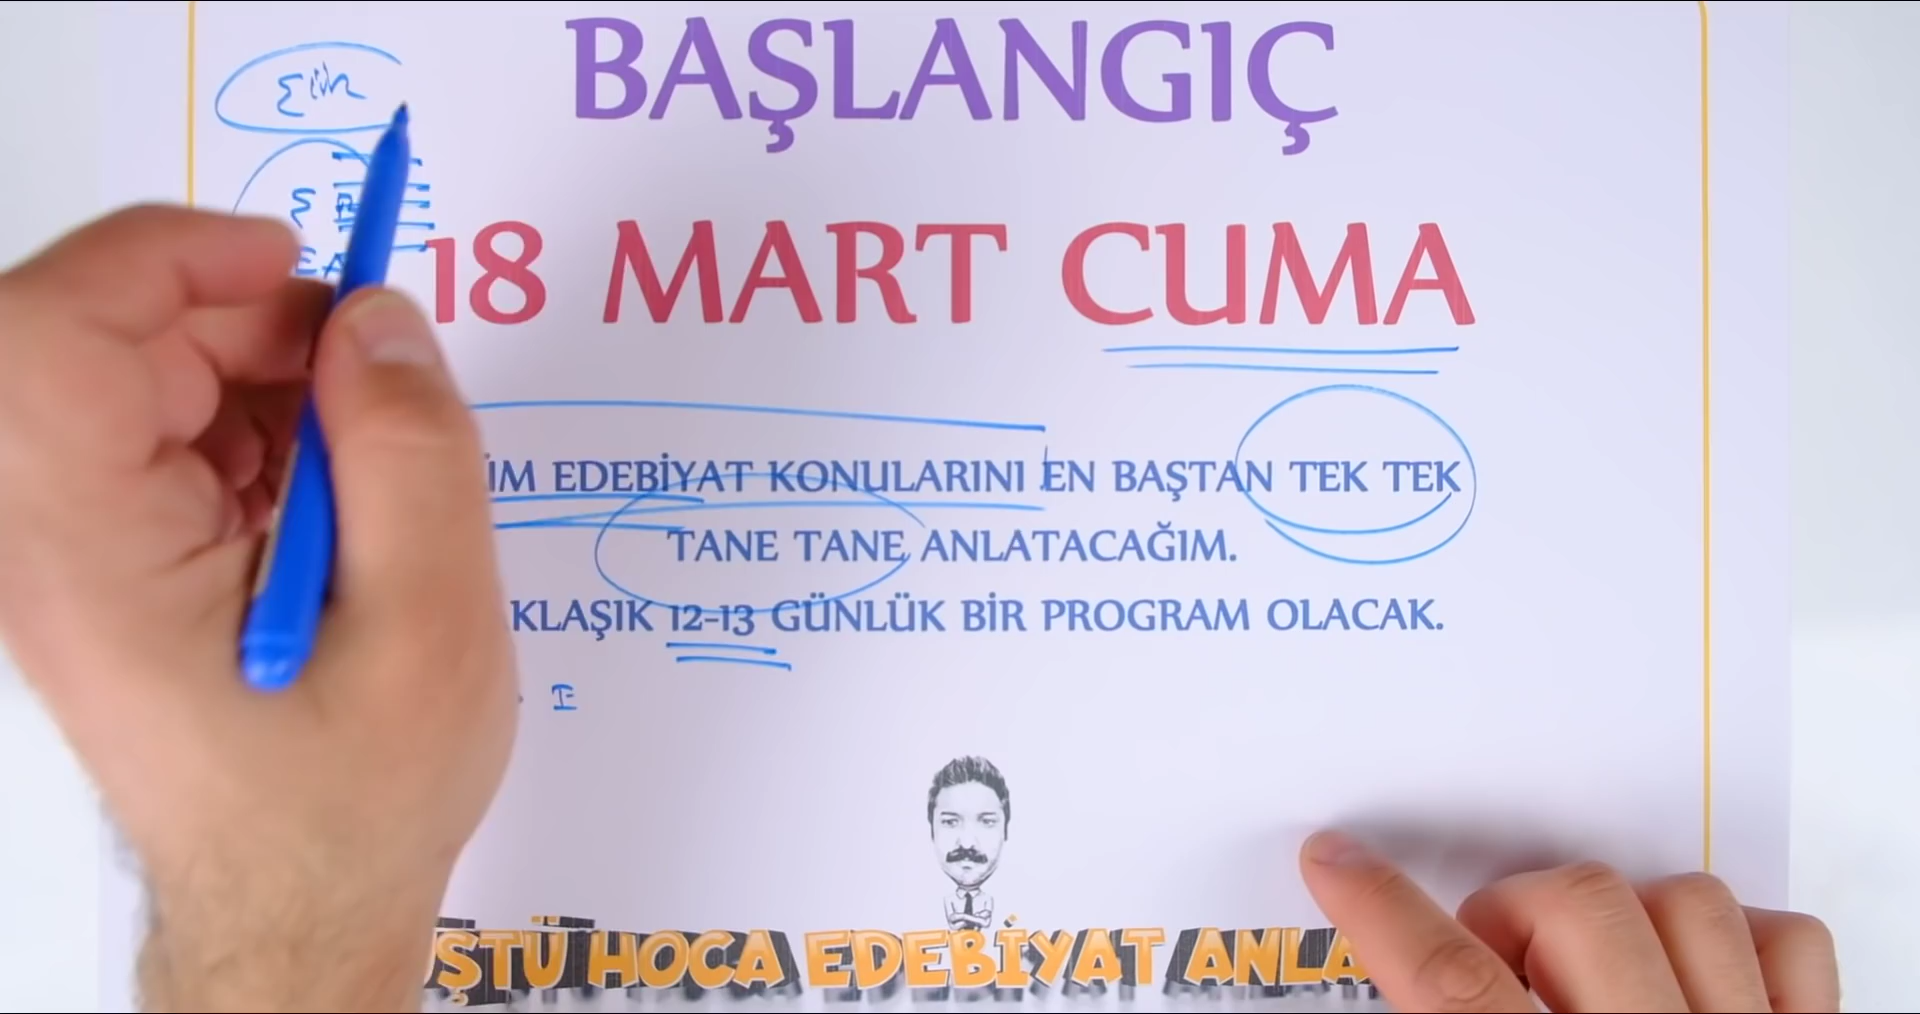 BAŞLANGIÇ
18 MART CUMA
EDEBİYAT KONULARINI EN BAŞTAN TEK TEK
TANE TANE ANLATACAĞIM.
12-13 GÜNLÜK BİR PROGRAM OLACAK.
HOCA EDEBİYAT